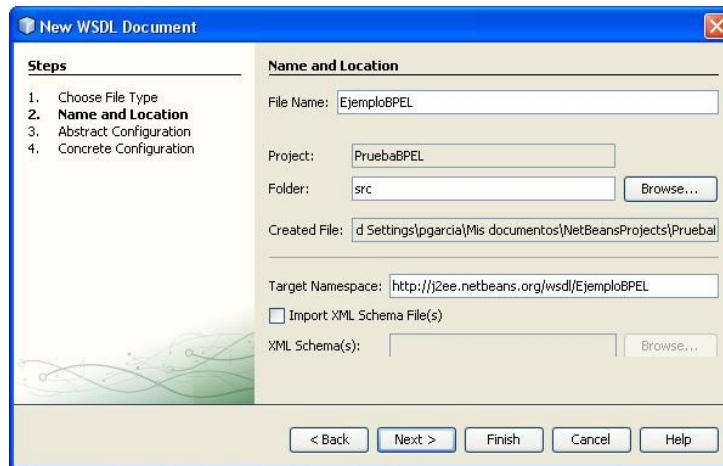 New WSDL Document
Steps
1. Choose File Type
2. Name and Location
3. Abstract Configuration
4. Concrete Configuration
Name and Location
File Name: EjemploBPEL
Project: PruebaBPEL
Folder: src Browse...
Created File: d Settings\pgarcia\Mis documentos\NetBeansProjects\Pruebal
Target Namespace: http://j2ee.netbeans.org/wsdl/EjemploBPEL
Import XML Schema File(s)
XML Schema(s): Browse...
< Back Next > Finish Cancel Help